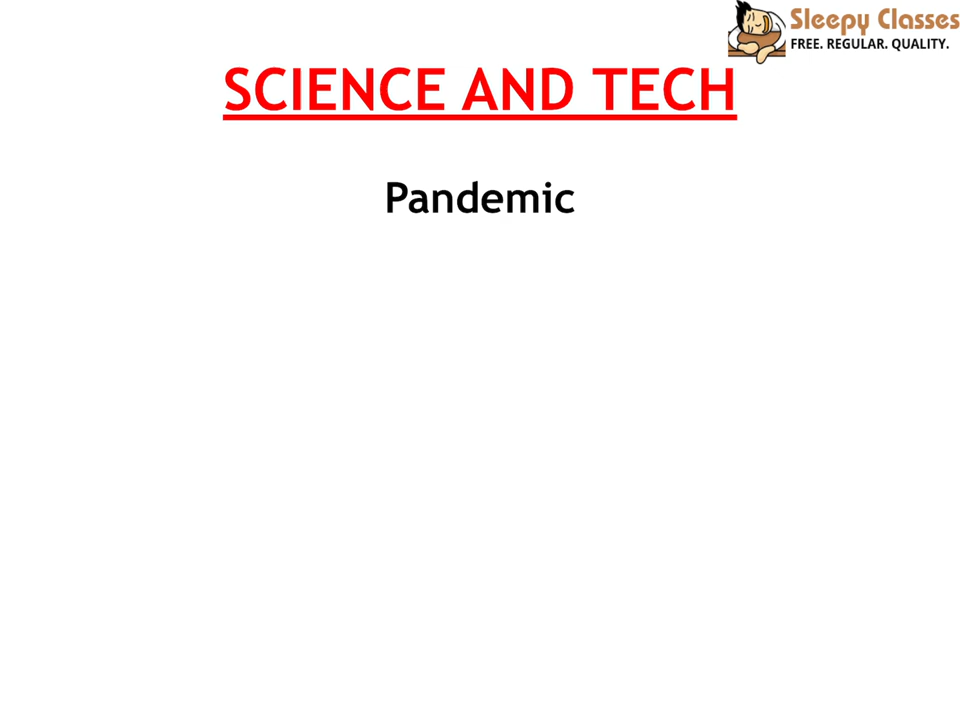 Sleepy Classes
FREE. REGULAR. QUALITY.
SCIENCE AND TECH
Pandemic